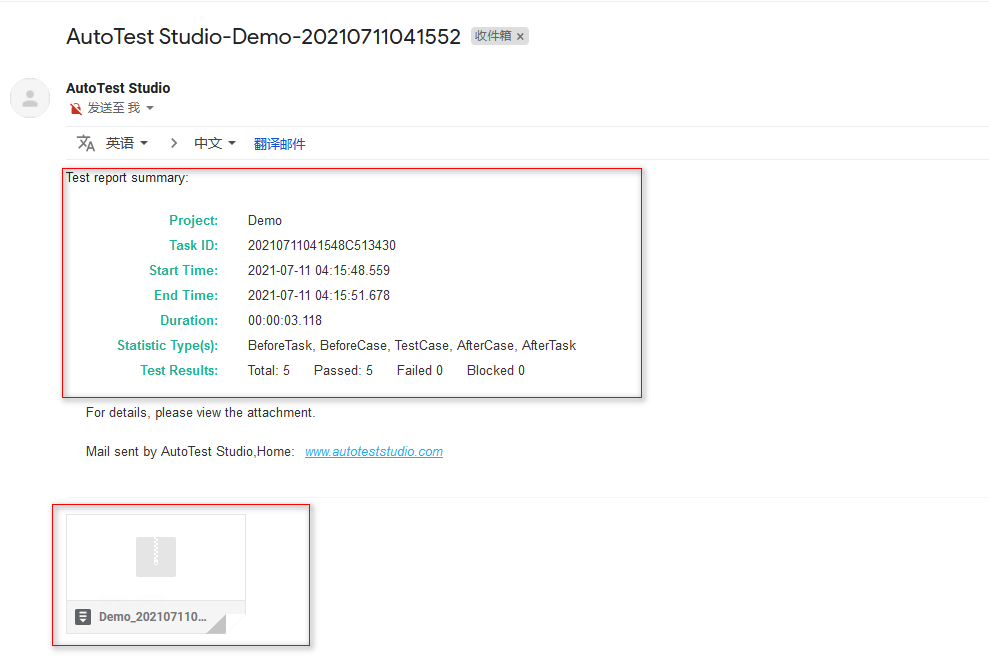 AutoTest Studio-Demo-20210711041552 收件箱 ×
AutoTest Studio
发送至 我
英语 > 中文 翻译邮件
Test report summary:
Project: Demo
Task ID: 20210711041548C513430
Start Time: 2021-07-11 04:15:48.559
End Time: 2021-07-11 04:15:51.678
Duration: 00:00:03.118
Statistic Type(s): BeforeTask, BeforeCase, TestCase, AfterCase, AfterTask
Test Results: Total: 5 Passed: 5 Failed 0 Blocked 0
For details, please view the attachment.
Mail sent by AutoTest Studio,Home: www.autoteststudio.com
Demo_202107110...